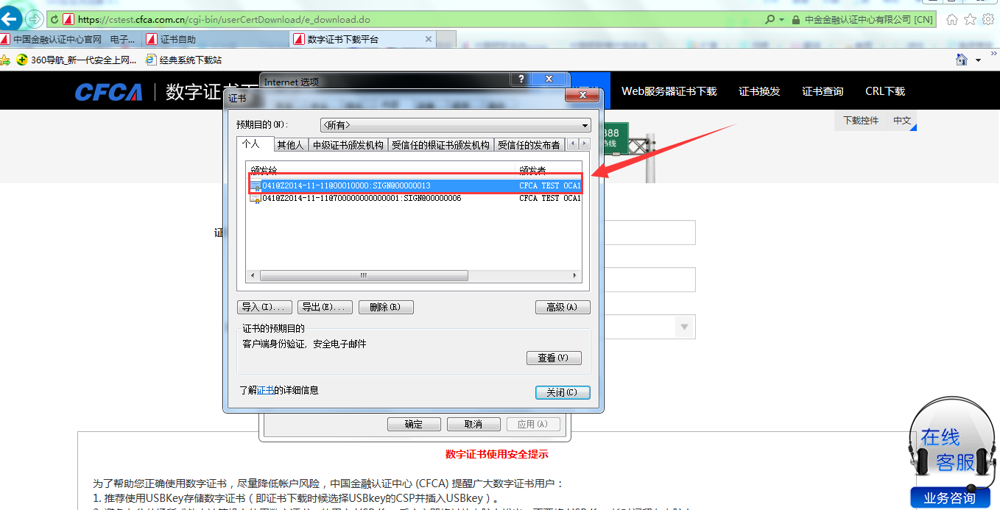 https://cstest.cfca.com.cn/cgi-bin/userCertDownload/e_download.do
中金金融认证中心有限公司 [CN]
中国金融认证中心官网 电子...
证书自助
数字证书下载平台
360导航_新一代安全上网...
经典系统下载站
CFCA
数字证
Internet 选项
证书
Web服务器证书下载
证书换发
证书查询
CRL下载
下载控件
中文
预期目的(N):
<所有>
个人
其他人
中级证书颁发机构
受信任的根证书颁发机构
受信任的发布者
颁发给
颁发者
041@Z2014-11-11@00010000:SIGN@00000013
CFCA TEST OCA1
041@Z2014-11-11@700000000000001:SIGN@00000006
CFCA TEST OCA1
导入(I)...
导出(E)...
删除(R)
高级(A)
证书的预期目的
客户端身份验证, 安全电子邮件
查看(V)
了解证书的详细信息
关闭(C)
确定
取消
应用(A)
数字证书使用安全提示
为了帮助您正确使用数字证书，尽量降低帐户风险，中国金融认证中心 (CFCA) 提醒广大数字证书用户：
1. 推荐使用USBKey存储数字证书（即证书下载时候选择USBkey的CSP并插入USBkey）。
在线
客服
业务咨询